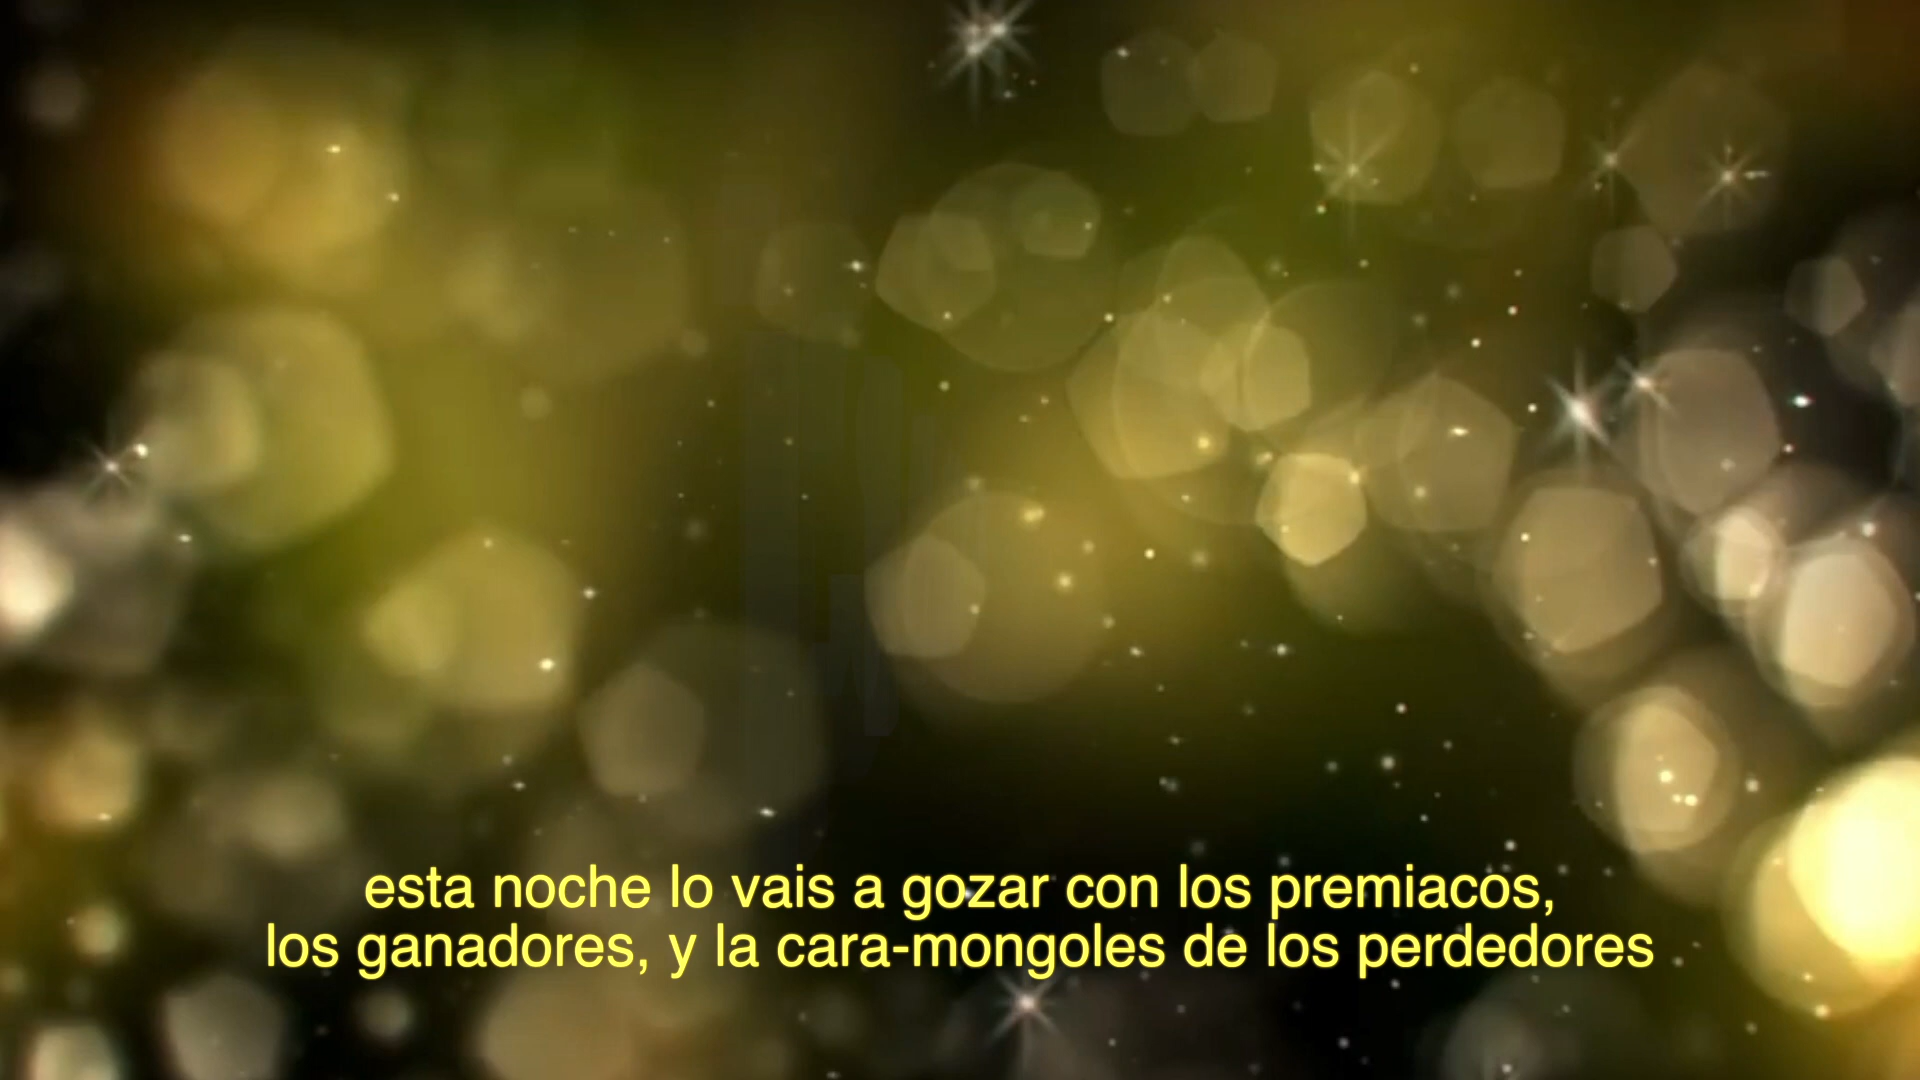 esta noche lo vais a gozar con los premiacos,
los ganadores, y la cara-mongoles de los perdedores